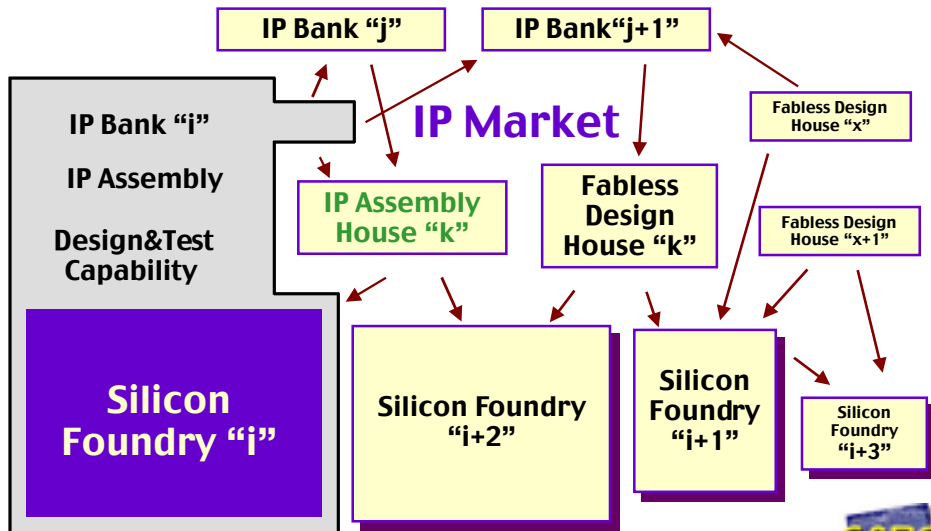 IP Bank “j”
IP Bank“j+1”
IP Bank “i”
IP Market
Fabless Design
House “x”
IP Assembly
IP Assembly
House “k”
Fabless
Design
House “k”
Fabless Design
House “x+1”
Design&Test
Capability
Silicon
Foundry “i”
Silicon Foundry
“i+2”
Silicon
Foundry
“i+1”
Silicon
Foundry
“i+3”